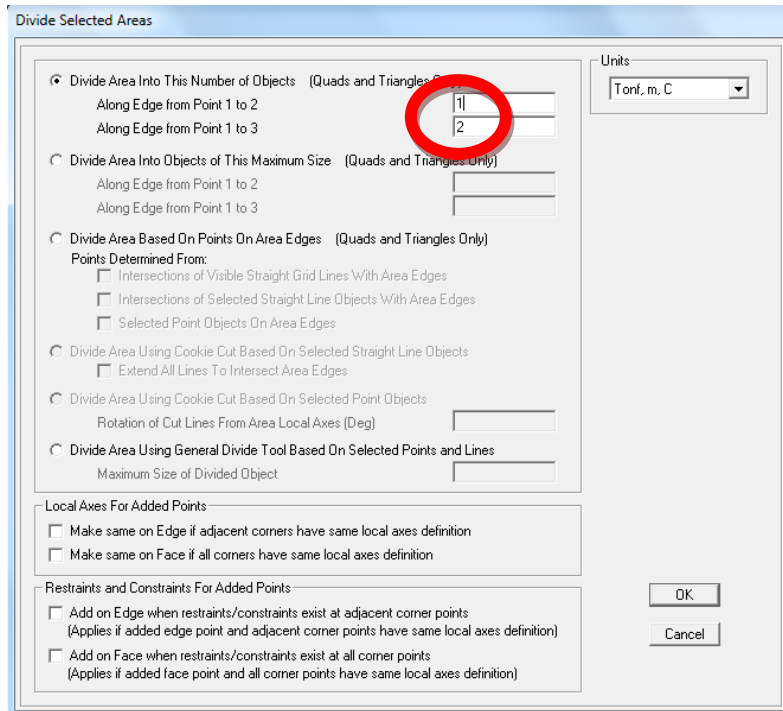 Divide Selected Areas
Divide Area Into This Number of Objects (Quads and Triangles Only)
Along Edge from Point 1 to 2
1
Along Edge from Point 1 to 3
2
Divide Area Into Objects of This Maximum Size (Quads and Triangles Only)
Along Edge from Point 1 to 2
Along Edge from Point 1 to 3
Divide Area Based On Points On Area Edges (Quads and Triangles Only)
Points Determined From:
Intersections of Visible Straight Grid Lines With Area Edges
Intersections of Selected Straight Line Objects With Area Edges
Selected Point Objects On Area Edges
Divide Area Using Cookie Cut Based On Selected Straight Line Objects
Extend All Lines To Intersect Area Edges
Divide Area Using Cookie Cut Based On Selected Point Objects
Rotation of Cut Lines From Area Local Axes (Deg)
Divide Area Using General Divide Tool Based On Selected Points and Lines
Maximum Size of Divided Object
Units
Tonf, m, C
Local Axes For Added Points
Make same on Edge if adjacent corners have same local axes definition
Make same on Face if all corners have same local axes definition
Restraints and Constraints For Added Points
Add on Edge when restraints/constraints exist at adjacent corner points
(Applies if added edge point and adjacent corner points have same local axes definition)
Add on Face when restraints/constraints exist at all corner points
(Applies if added face point and all corner points have same local axes definition)
OK
Cancel